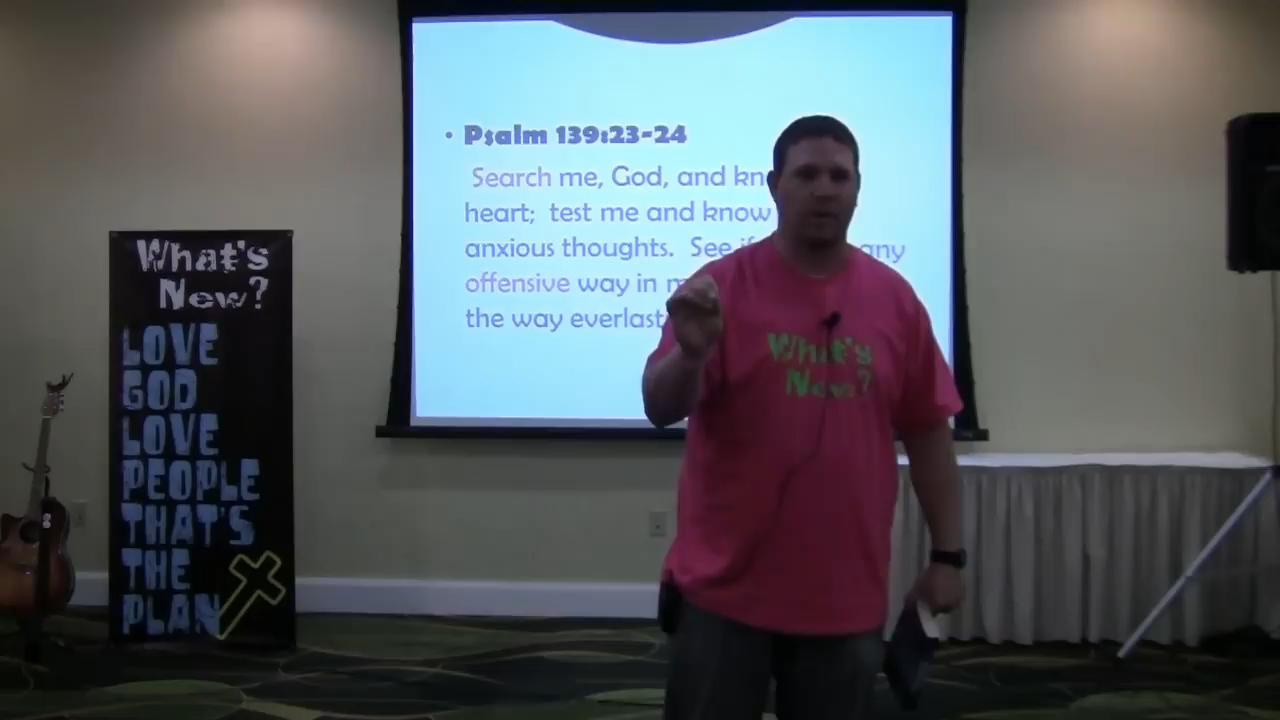 • Psalm 139:23-24
Search me, God, and kn
heart; test me and know
anxious thoughts. See if any
offensive way in m
the way everlast
What's
New?
LOVE
GOD
LOVE
PEOPLE
THAT'S
THE
PLAN
What's
New?